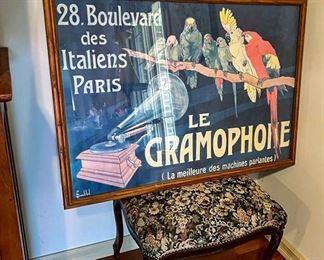 28. Boulevard
des
Italiens
PARIS
LE
GRAMOPHONE
( La meilleure des machines parlantes )